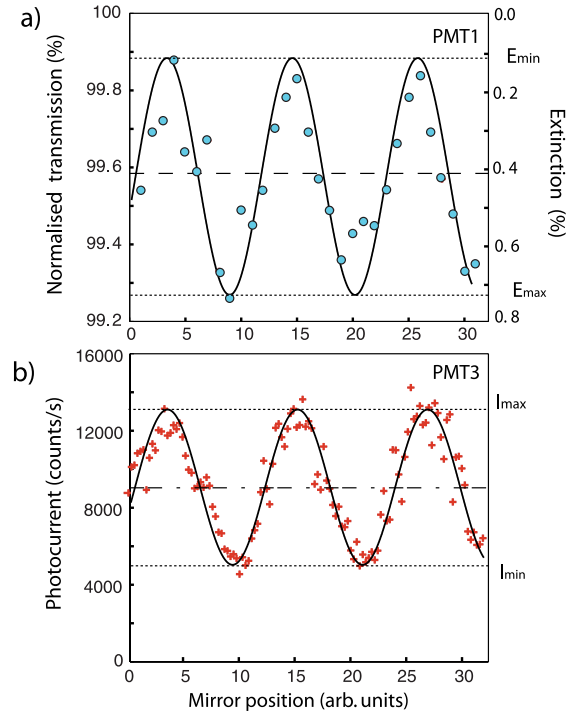 a)
PMT1
Normalised transmission (%)
100
99.8
99.6
99.4
99.2
0.0
0.2
0.4
0.6
0.8
Extinction (%)
Emin
Emax
0 5 10 15 20 25 30
b)
PMT3
Photocurrent (counts/s)
16000
12000
8000
4000
0
Imax
Imin
0 5 10 15 20 25 30
Mirror position (arb. units)